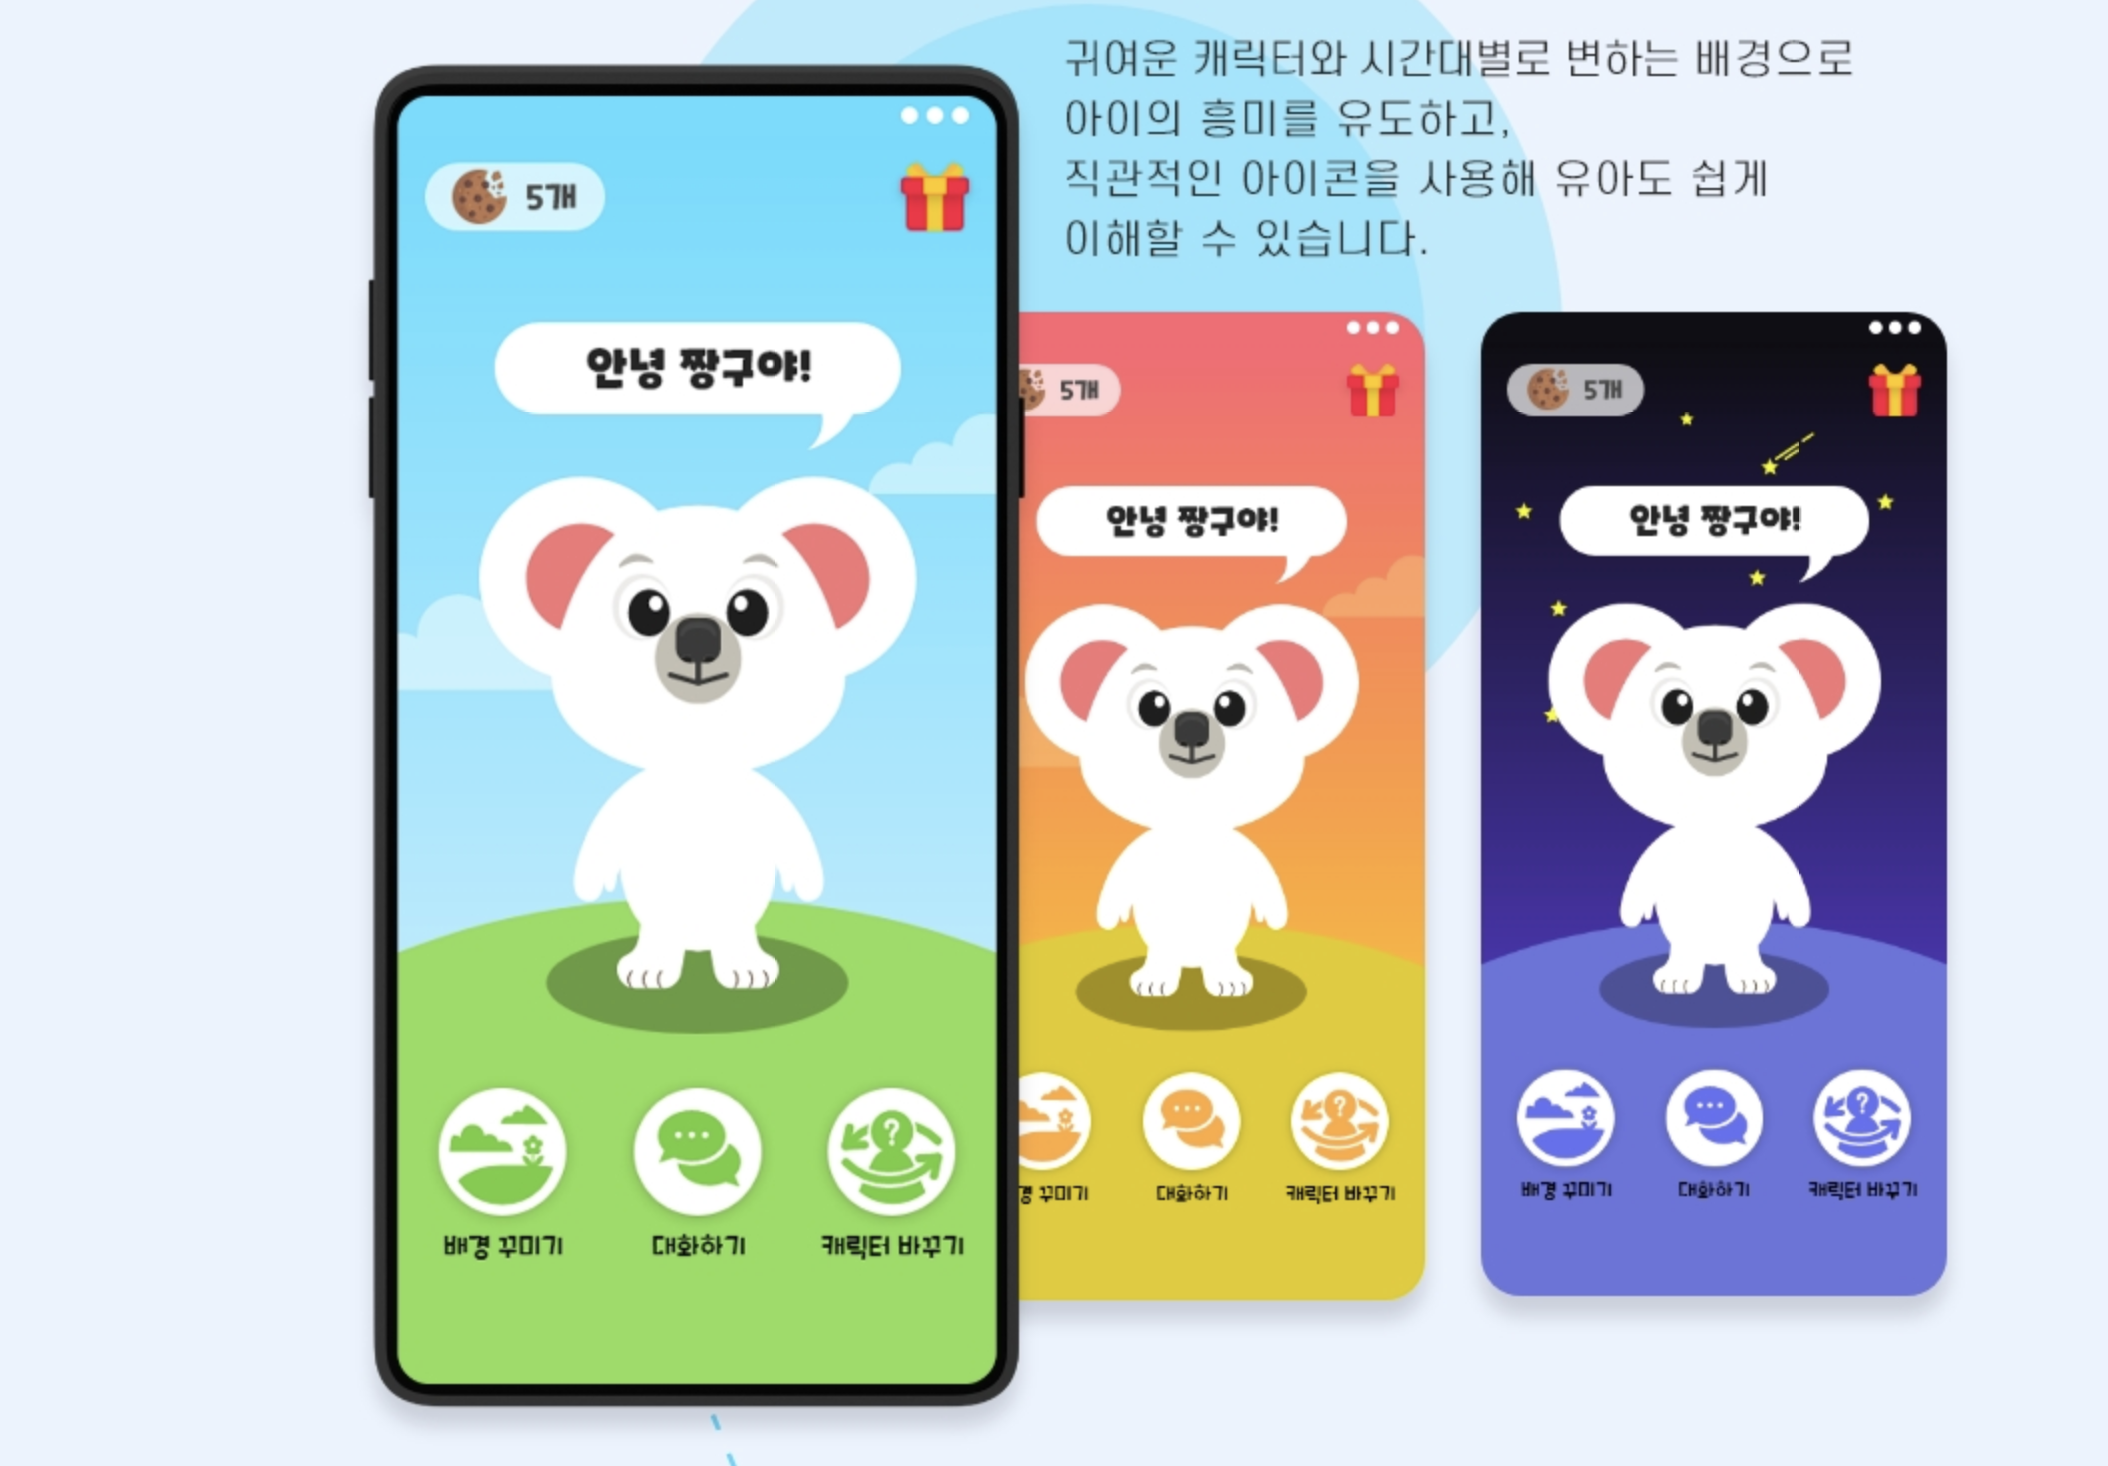 귀여운 캐릭터와 시간대별로 변하는 배경으로
아이의 흥미를 유도하고,
직관적인 아이콘을 사용해 유아도 쉽게
이해할 수 있습니다.
5개
안녕 짱구야!
배경 꾸미기
대화하기
캐릭터 바꾸기
5개
안녕 짱구야!
경 꾸미기
대화하기
캐릭터 바꾸기
5개
안녕 짱구야!
배경 꾸미기
대화하기
캐릭터 바꾸기